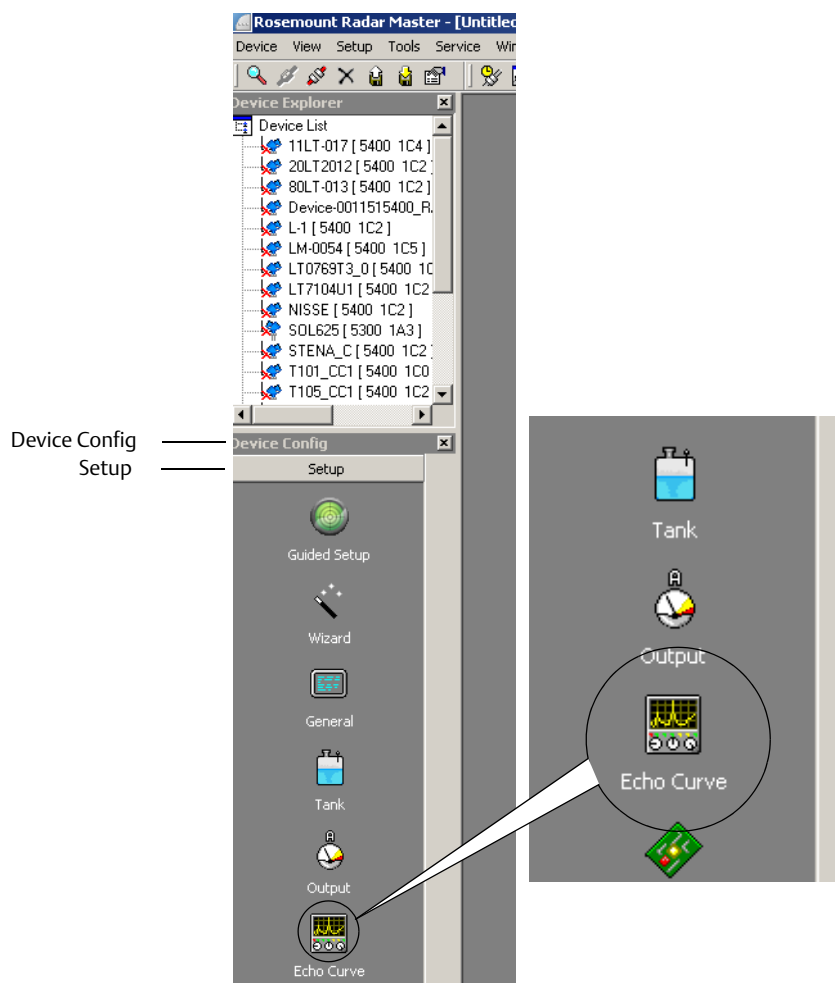 Rosemount Radar Master - [Untitled
Device View Setup Tools Service Win
Device Explorer
Device List
11LT-017 [ 5400 1C4 ]
20LT2012 [ 5400 1C2 ]
80LT-013 [ 5400 1C2 ]
Device-0011515400_R.
L-1 [ 5400 1C2 ]
LM-0054 [ 5400 1C5 ]
LT0769T3_0 [ 5400 1C
LT7104U1 [ 5400 1C2
NISSE [ 5400 1C2 ]
SOL625 [ 5300 1A3 ]
STENA_C [ 5400 1C2 ]
T101_CC1 [ 5400 1C0
T105_CC1 [ 5400 1C2
Device Config
Device Config
Setup
Setup
Guided Setup
Wizard
General
Tank
A
Output
Echo Curve
Tank
A
Output
Echo Curve